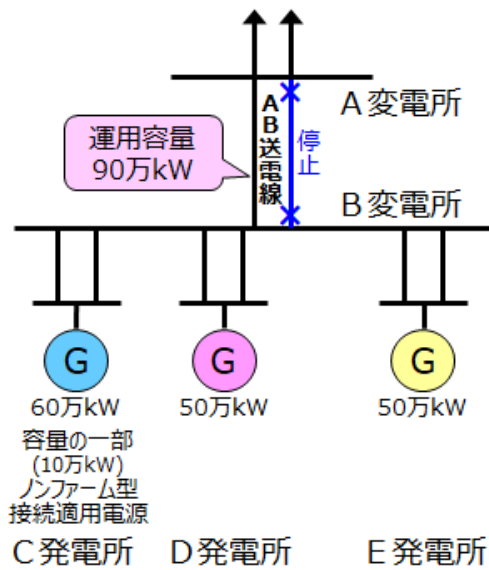 A変電所
AB送電線
停止
運用容量
90万kW
B変電所
G
G
G
60万kW
50万kW
50万kW
容量の一部
(10万kW)
ノンファーム型
接続適用電源
C発電所
D発電所
E発電所